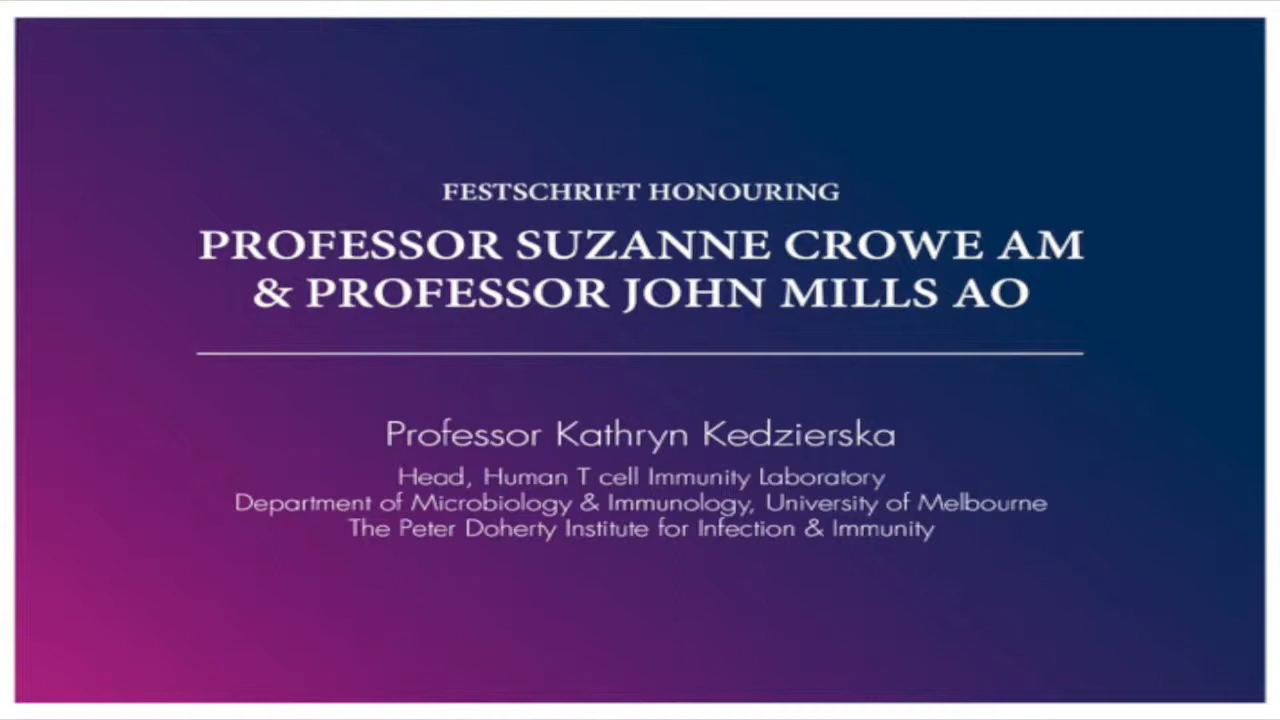 FESTSCRIFT HONOURING
PROFESSOR SUZANNE CROWE AM
& PROFESSOR JOHN MILLS AO
Professor Kathryn Kedzierska
Head, Human T cell Immunity Laboratory
Department of Microbiology & Immunology, University of Melbourne
The Peter Doherty Institute for Infection & Immunity